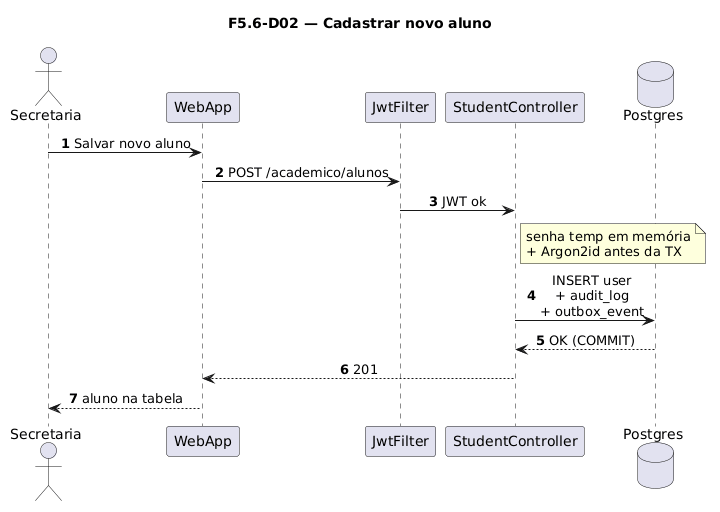 F5.6-D02 — Cadastrar novo aluno
Secretaria
WebApp
JwtFilter
StudentController
Postgres
1 Salvar novo aluno
2 POST /academico/alunos
3 JWT ok
senha temp em memória
+ Argon2id antes da TX
INSERT user
4 + audit_log
+ outbox_event
5 OK (COMMIT)
6 201
7 aluno na tabela
Secretaria
WebApp
JwtFilter
StudentController
Postgres